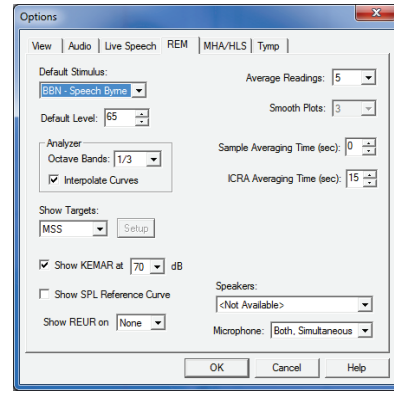 Options
View Audio Live Speech REM MHA/HLS Tymp
Default Stimulus:
BBN - Speech Byrne
Default Level: 65
Analyzer
Octave Bands: 1/3
Interpolate Curves
Show Targets:
MSS Setup
Show KEMAR at 70 dB
Show SPL Reference Curve
Show REUR on None
Average Readings: 5
Smooth Plots: 3
Sample Averaging Time (sec): 0
ICRA Averaging Time (sec): 15
Speakers:
<Not Available>
Microphone: Both, Simultaneous
OK Cancel Help